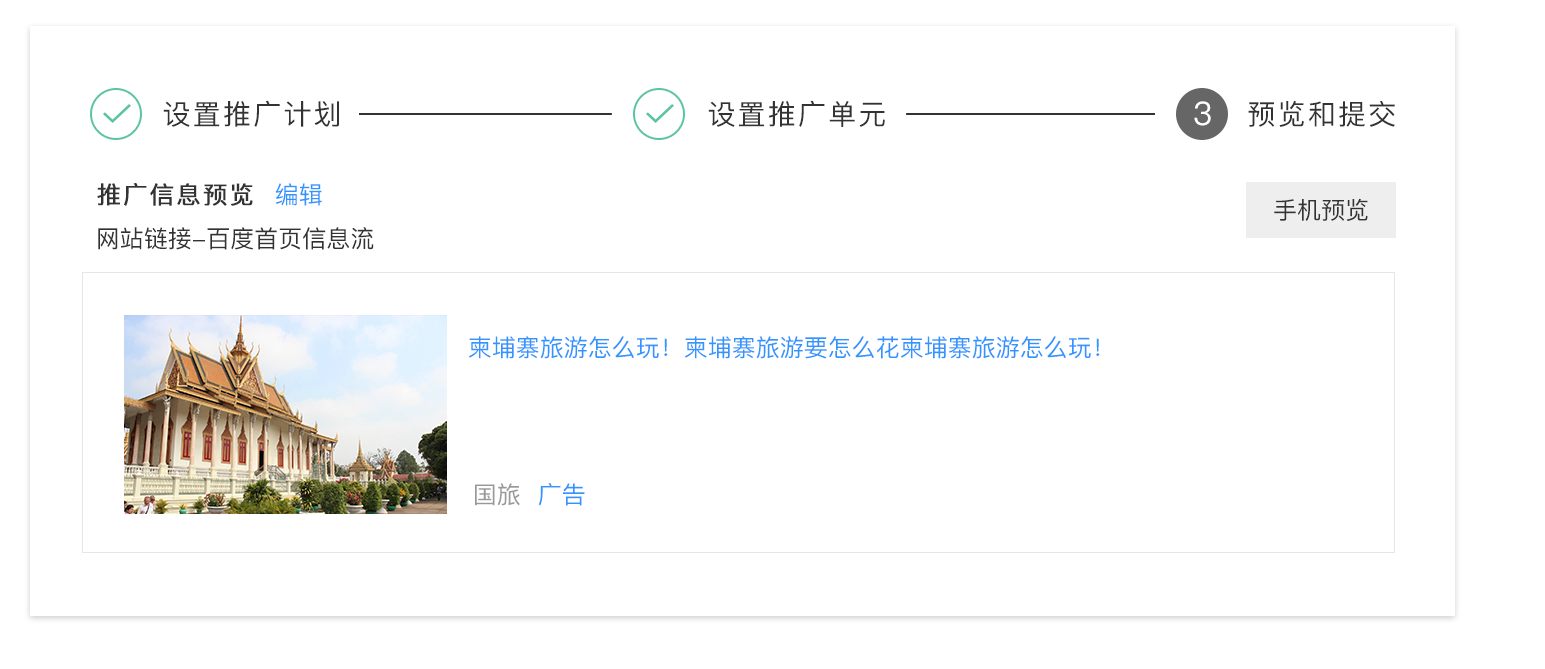 设置推广计划 设置推广单元 3 预览和提交
推广信息预览 编辑
手机预览
网站链接–百度首页信息流
柬埔寨旅游怎么玩！柬埔寨旅游要怎么花柬埔寨旅游怎么玩！
国旅 广告